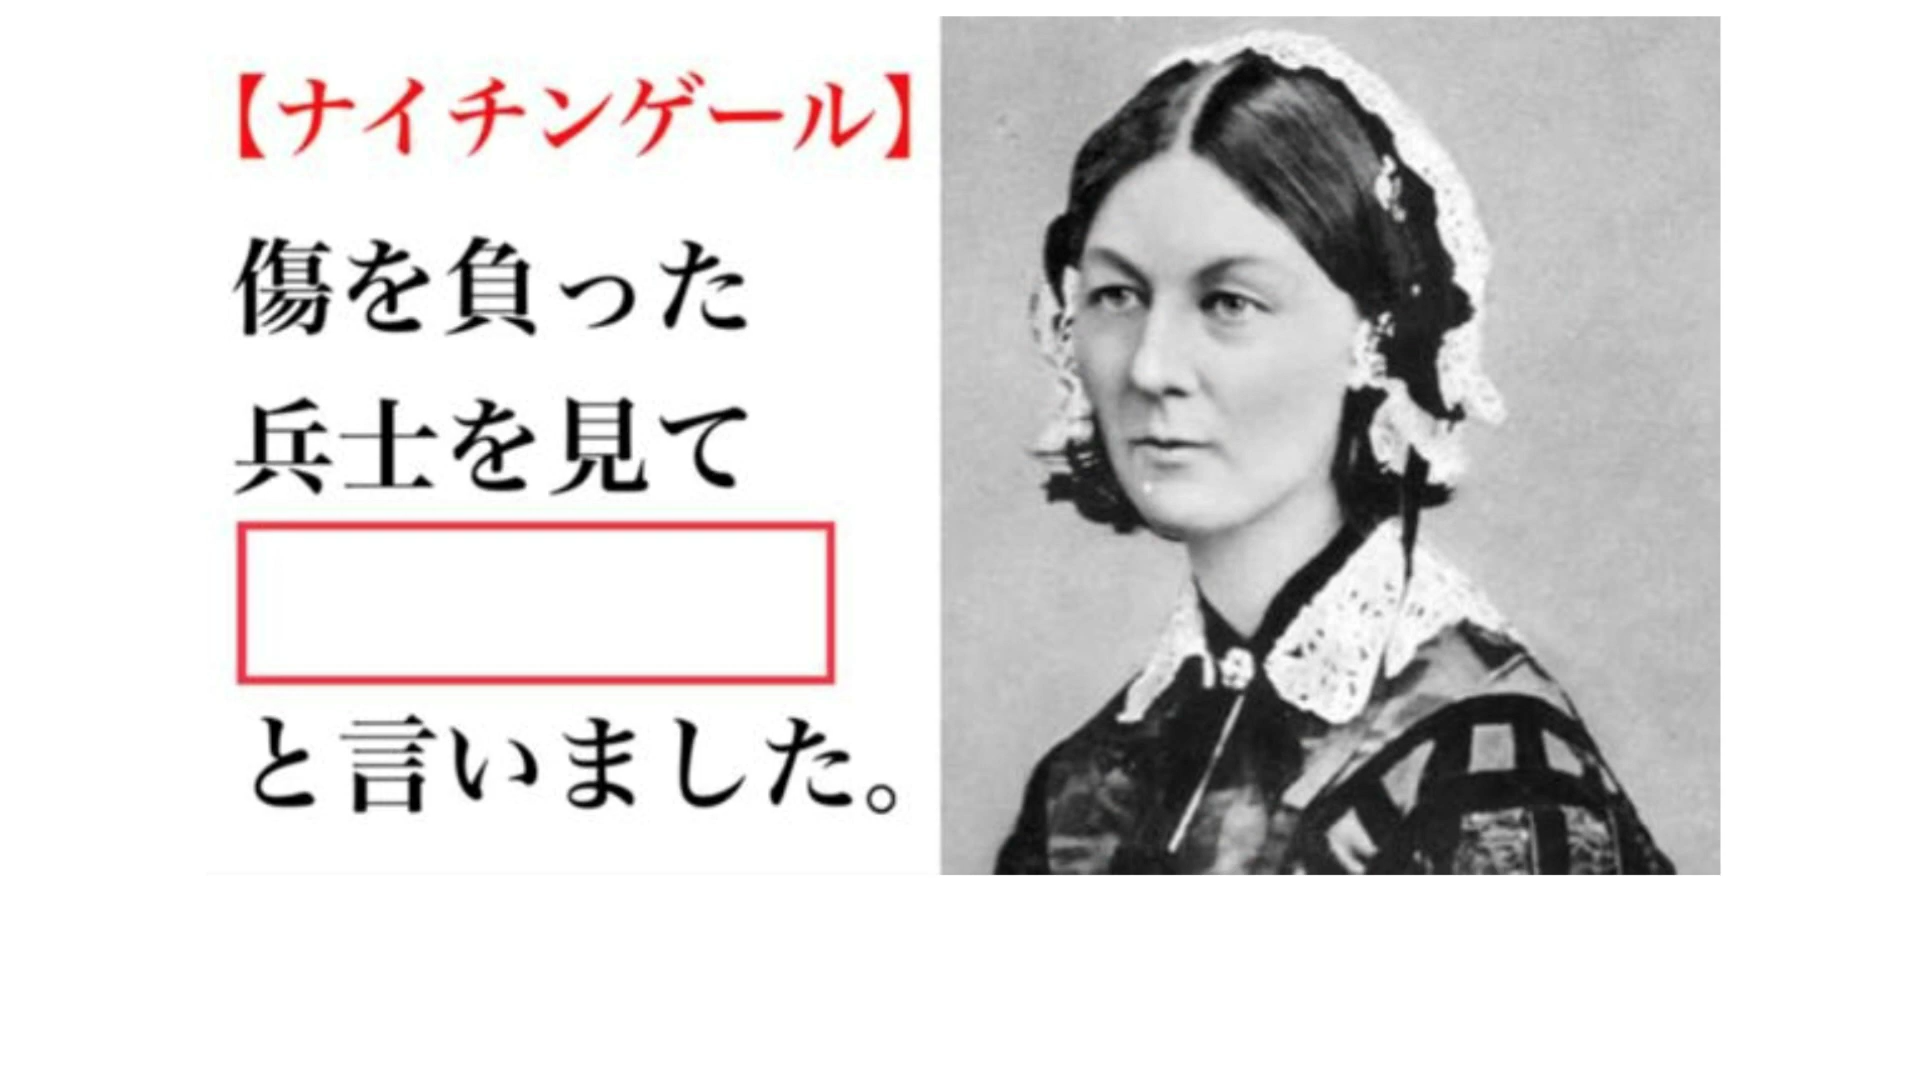 【ナイチンゲール】
傷を負った
兵士を見て
と言いました。